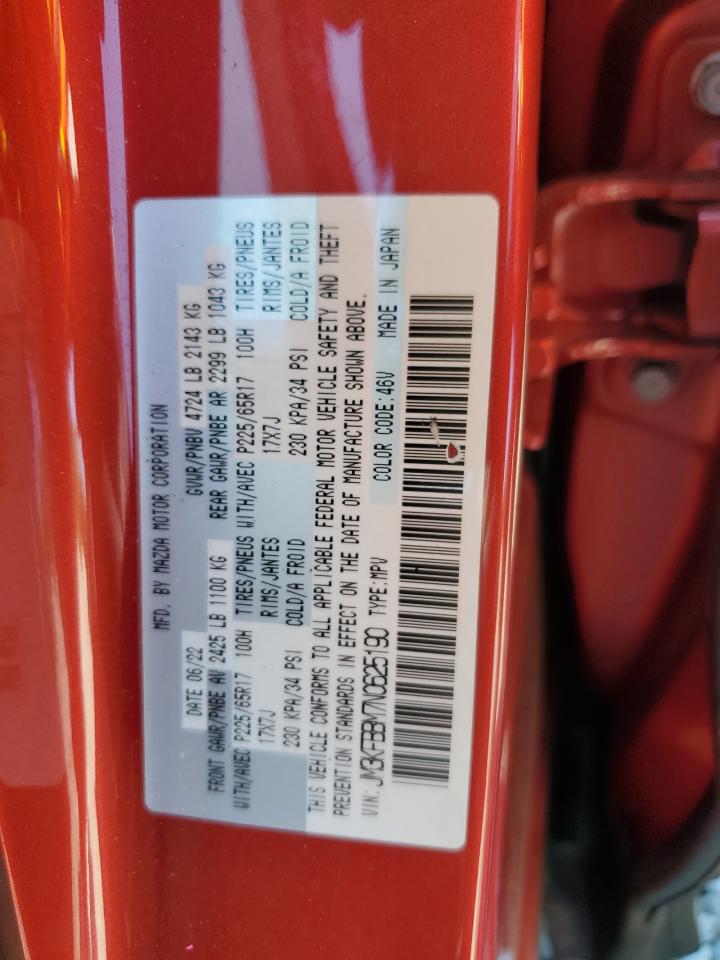 MFD. BY MAZDA MOTOR CORPORATION
DATE 06/22 GVWR/PNBV 4724 LB 2143 KG
FRONT GAWR/PNBE AV 2425 LB 1100 KG REAR GAWR/PNBE AR 2299 LB 1043 KG
WITH/AVEC P225/65R17 100H TIRES/PNEUS WITH/AVEC P225/65R17 100H TIRES/PNEUS
17X7J RIMS/JANTES 17X7J RIMS/JANTES
230 KPA/34 PSI COLD/A FROID 230 KPA/34 PSI COLD/A FROID
THIS VEHICLE CONFORMS TO ALL APPLICABLE FEDERAL MOTOR VEHICLE SAFETY AND THEFT
PREVENTION STANDARDS IN EFFECT ON THE DATE OF MANUFACTURE SHOWN ABOVE.
VIN: JM3KFBBM7N0625190 TYPE:MPV COLOR CODE:46V MADE IN JAPAN